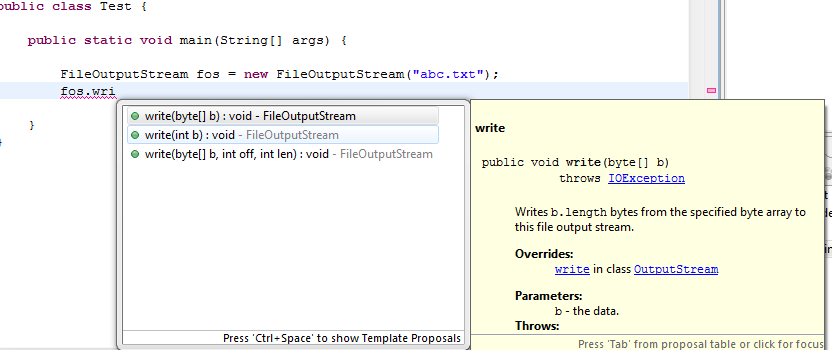 public class Test {
public static void main(String[] args) {
FileOutputStream fos = new FileOutputStream("abc.txt");
fos.wri
}
}
write(byte[] b) : void - FileOutputStream
write(int b) : void - FileOutputStream
write(byte[] b, int off, int len) : void - FileOutputStream
Press 'Ctrl+Space' to show Template Proposals
write
public void write(byte[] b)
throws IOException
Writes b.length bytes from the specified byte array to
this file output stream.
Overrides:
write in class OutputStream
Parameters:
b - the data.
Throws:
Press 'Tab' from proposal table or click for focus